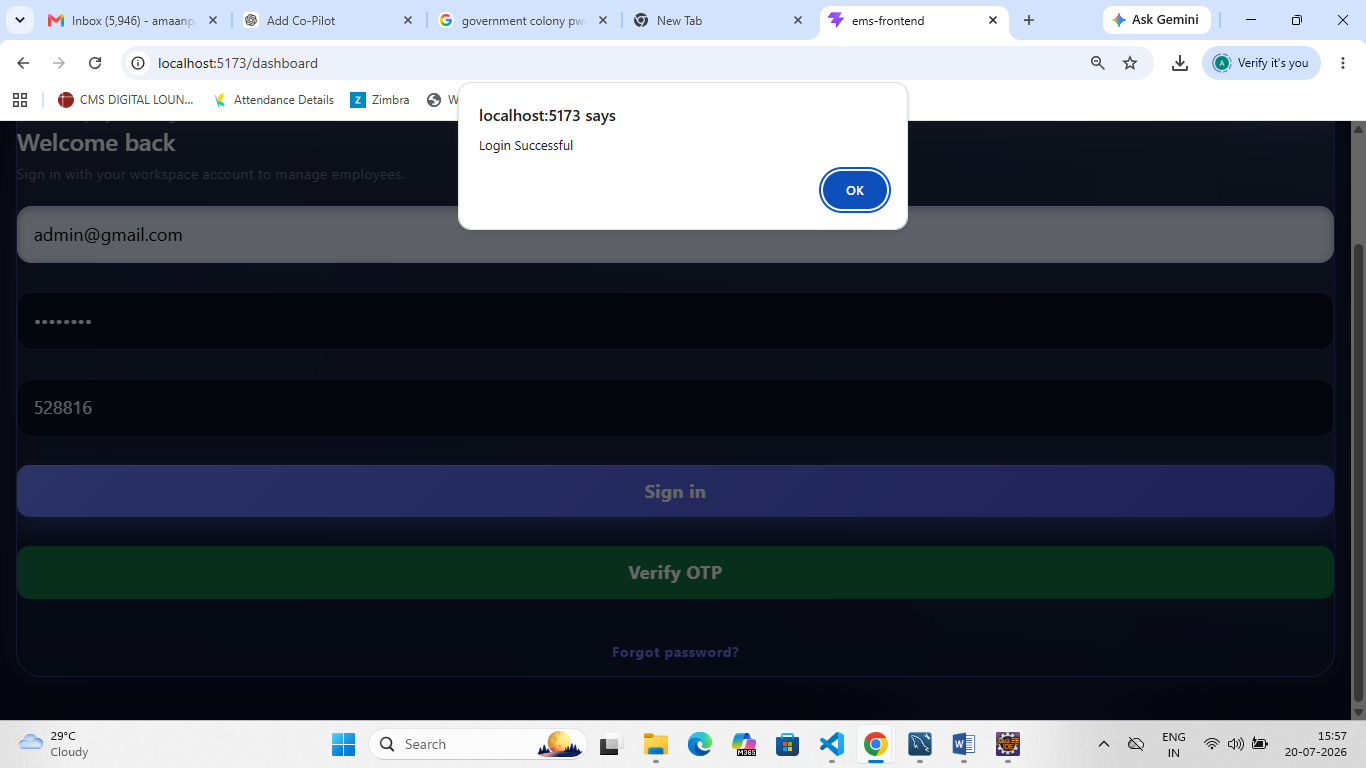 Inbox (5,946) - amaanp
Add Co-Pilot
government colony pw
New Tab
ems-frontend
Ask Gemini
localhost:5173/dashboard
A
Verify it's you
CMS DIGITAL LOUN...
Attendance Details
Z
Zimbra
W
localhost:5173 says
Login Successful
OK
Welcome back
Sign in with your workspace account to manage employees.
admin@gmail.com
••••••••
528816
Sign in
Verify OTP
Forgot password?
29°C
Cloudy
Search
M365
ENG
IN
15:57
20-07-2026